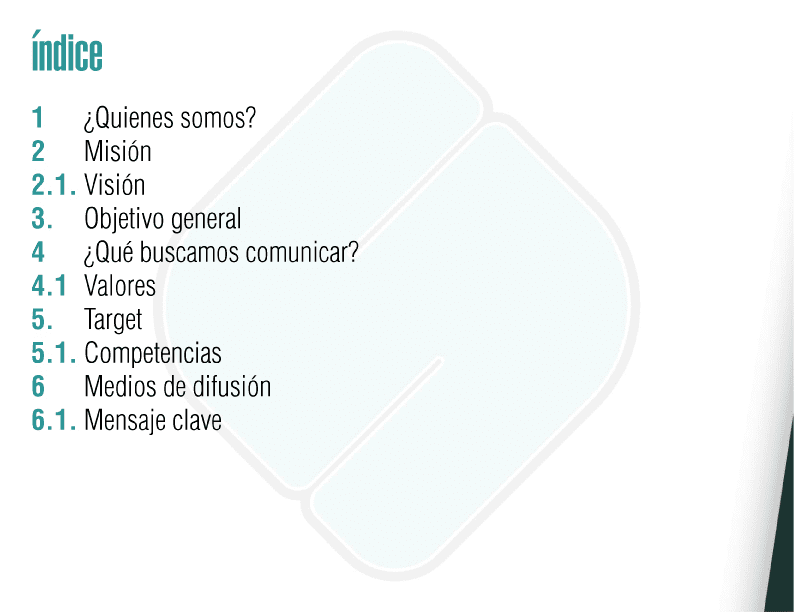 índice
1 ¿Quienes somos?
2 Misión
2.1. Visión
3. Objetivo general
4 ¿Qué buscamos comunicar?
4.1 Valores
5. Target
5.1. Competencias
6 Medios de difusión
6.1. Mensaje clave